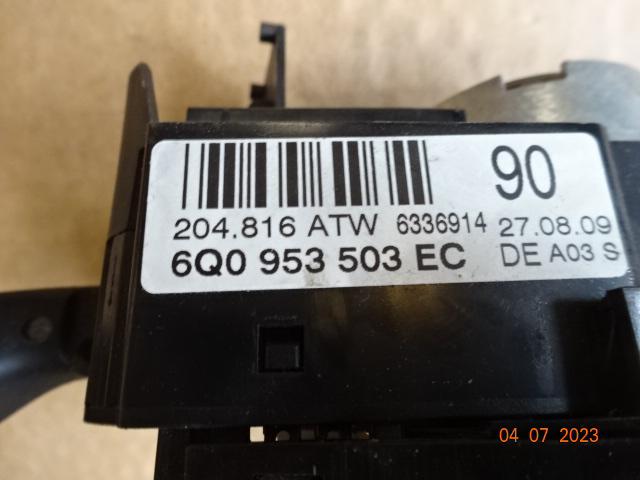 90
204.816 ATW 6336914 27.08.09
6Q0 953 503 EC DE A03 S
04 07 2023